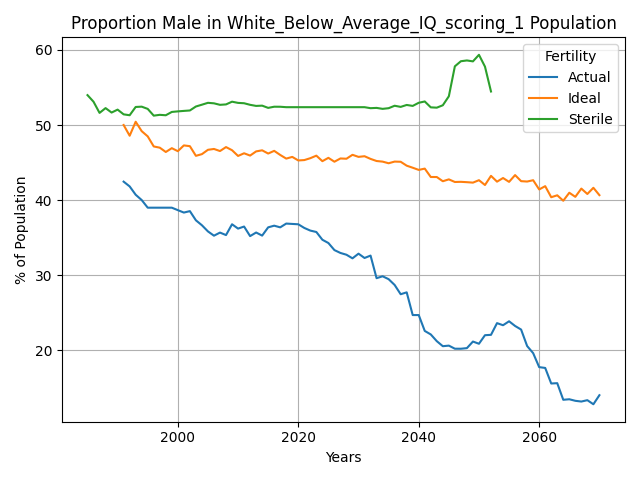 Proportion Male in White_Below_Average_IQ_scoring_1 Population
Fertility
Actual
Ideal
Sterile
% of Population
60
50
40
30
20
2000
2020
2040
2060
Years